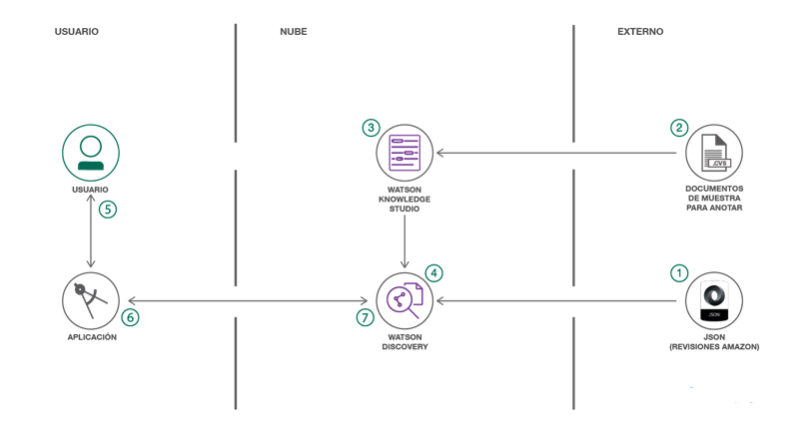 USUARIO
NUBE
EXTERNO
3
2
.CVS
USUARIO
WATSON
KNOWLEDGE
STUDIO
DOCUMENTOS
DE MUESTRA
PARA ANOTAR
5
4
1
JSON
6
7
APLICACIÓN
WATSON
DISCOVERY
JSON
(REVISIONES AMAZON)